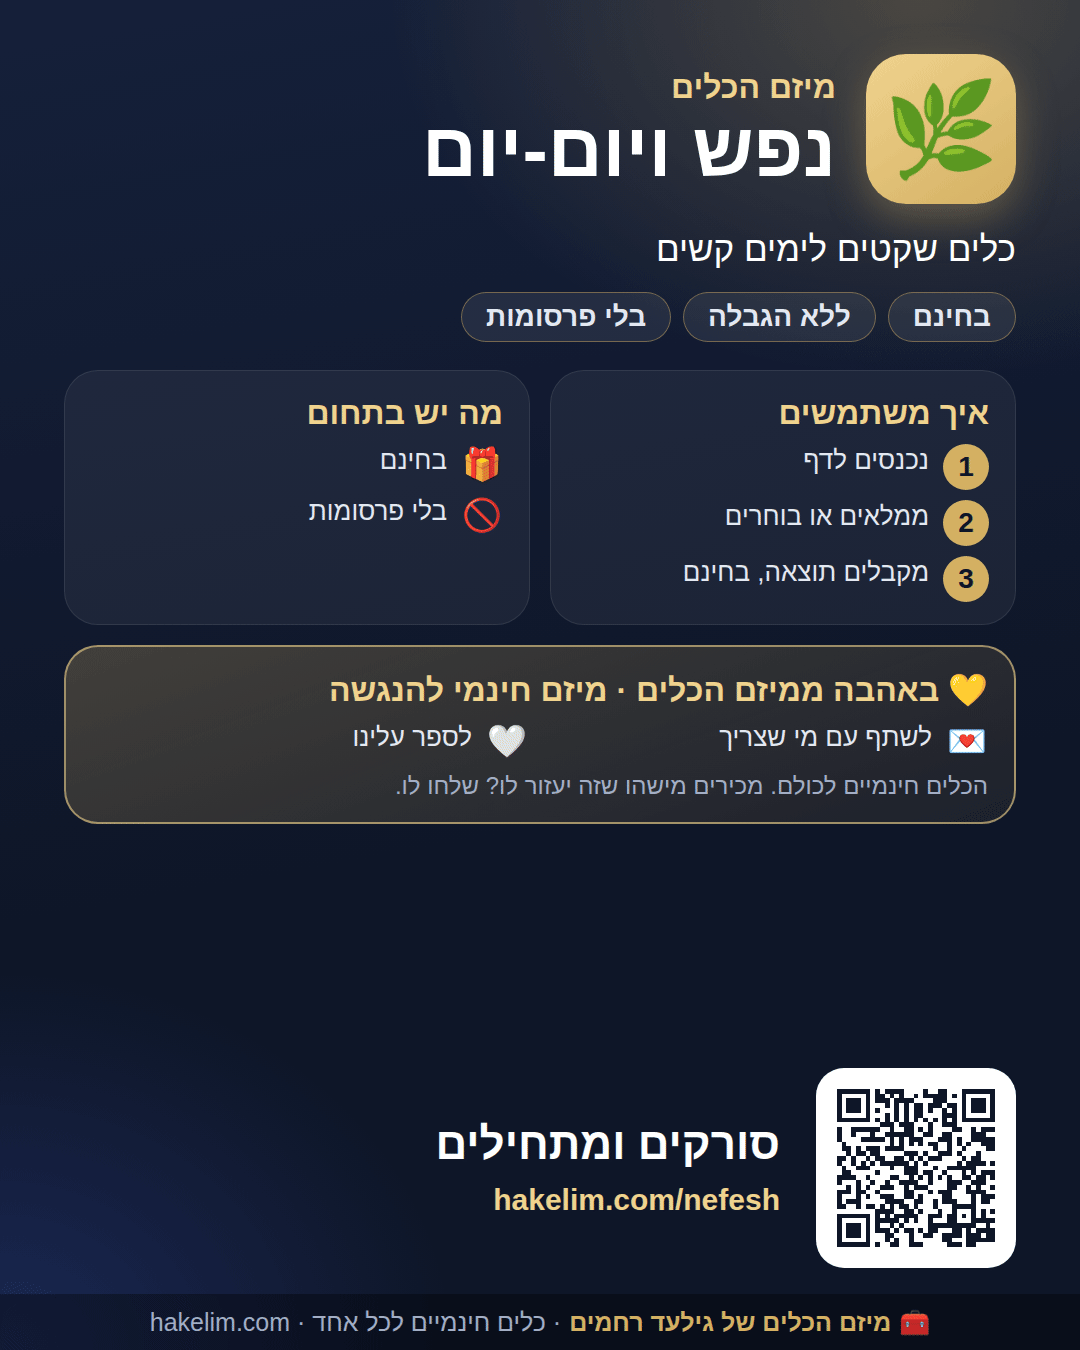 מיזם הכלים
נפש ויום-יום
כלים שקטים לימים קשים
בחינם
ללא הגבלה
בלי פרסומות
איך משתמשים
1 נכנסים לדף
2 ממלאים או בוחרים
3 מקבלים תוצאה, בחינם
מה יש בתחום
בחינם
בלי פרסומות
באהבה ממיזם הכלים · מיזם חינמי להנגשה
לשתף עם מי שצריך
לספר עלינו
הכלים חינמיים לכולם. מכירים מישהו שזה יעזור לו? שלחו לו.
סורקים ומתחילים
hakelim.com/nefesh
מיזם הכלים של גילעד רחמים · כלים חינמיים לכל אחד · hakelim.com